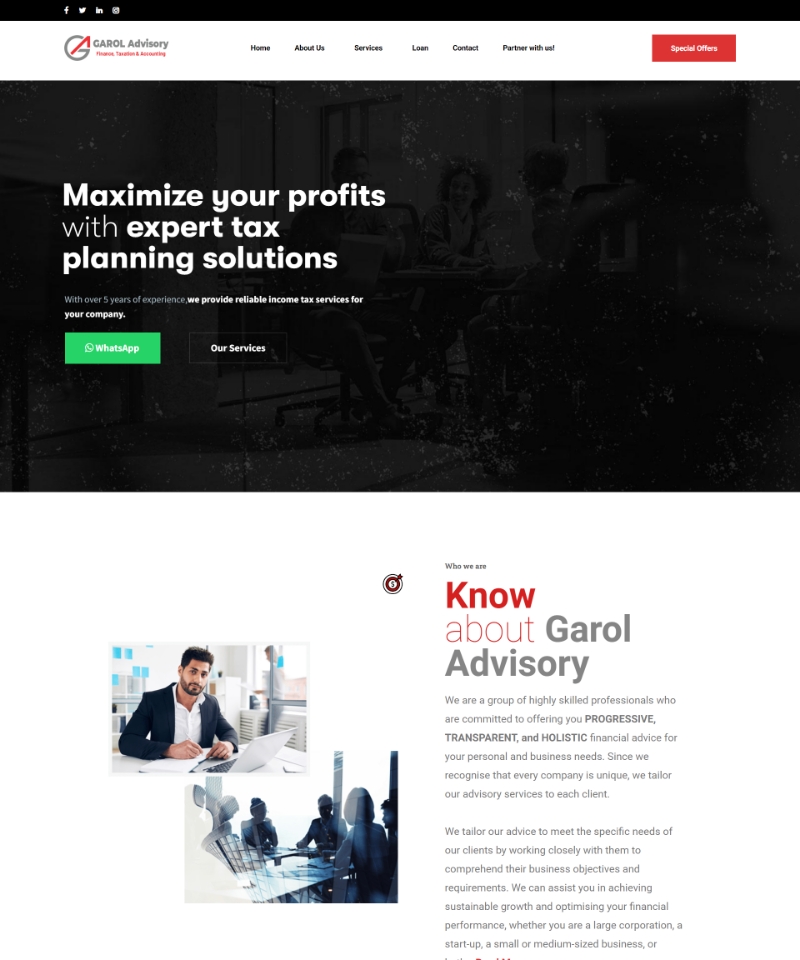 GAROL Advisory
Finance, Taxation & Accounting
Home
About Us
Services
Loan
Contact
Partner with us!
Special Offers
Maximize your profits
with expert tax
planning solutions
With over 5 years of experience,we provide reliable income tax services for
your company.
WhatsApp
Our Services
Who we are
Know
about Garol
Advisory
We are a group of highly skilled professionals who
are committed to offering you PROGRESSIVE,
TRANSPARENT, and HOLISTIC financial advice for
your personal and business needs. Since we
recognise that every company is unique, we tailor
our advisory services to each client.
We tailor our advice to meet the specific needs of
our clients by working closely with them to
comprehend their business objectives and
requirements. We can assist you in achieving
sustainable growth and optimising your financial
performance, whether you are a large corporation, a
start-up, a small or medium-sized business, or